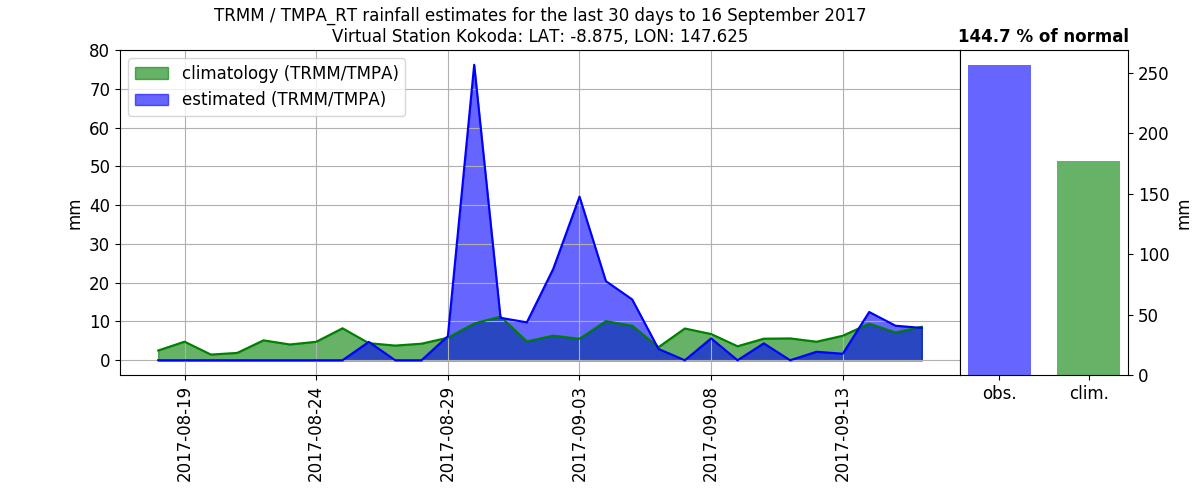 TRMM / TMPA_RT rainfall estimates for the last 30 days to 16 September 2017
Virtual Station Kokoda: LAT: -8.875, LON: 147.625
144.7 % of normal
climatology (TRMM/TMPA)
estimated (TRMM/TMPA)
80
70
60
50
40
30
20
10
0
mm
2017-08-19
2017-08-24
2017-08-29
2017-09-03
2017-09-08
2017-09-13
250
200
150
100
50
0
mm
obs.
clim.